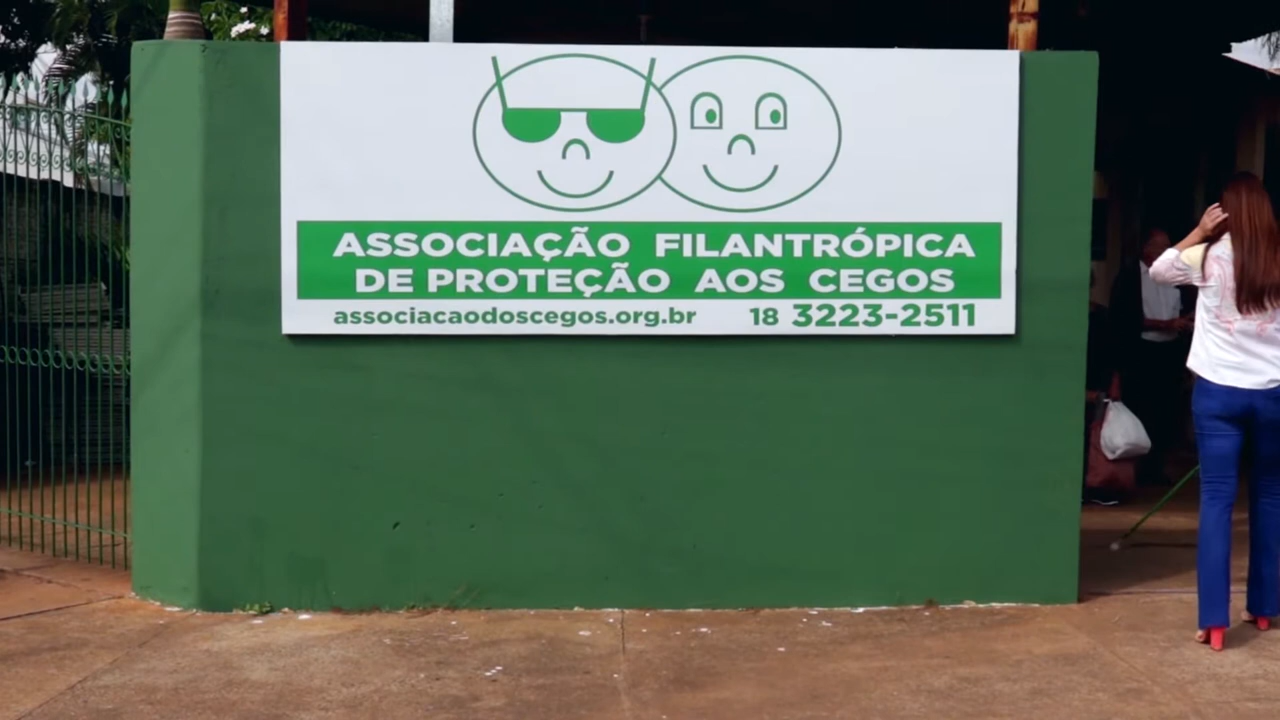 ASSOCIAÇÃO FILANTRÓPICA
DE PROTEÇÃO AOS CEGOS
associacaodoscegos.org.br 18 3223-2511